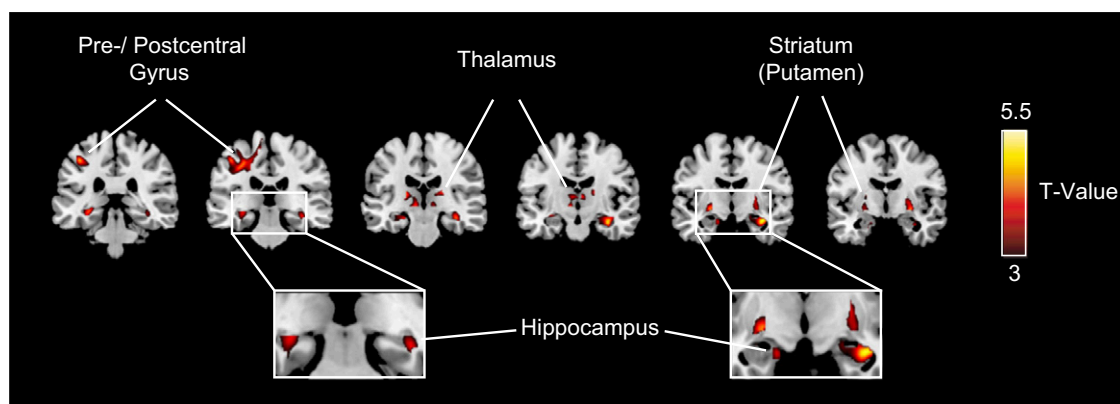 Pre-/ Postcentral
Gyrus
Thalamus
Striatum
(Putamen)
5.5
T-Value
3
Hippocampus